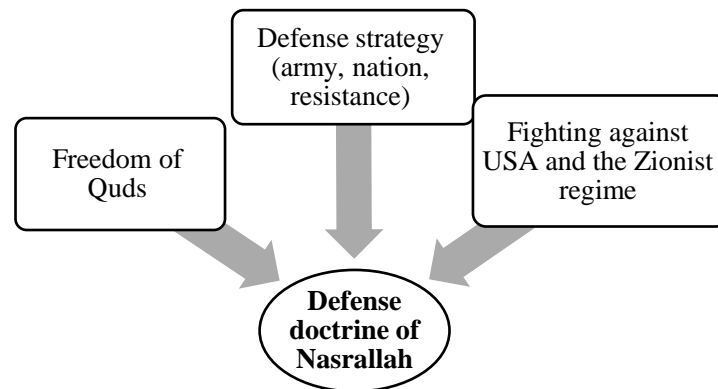 Defense strategy
(army, nation,
resistance)
Freedom of
Quds
Fighting against
USA and the Zionist
regime
Defense
doctrine of
Nasrallah